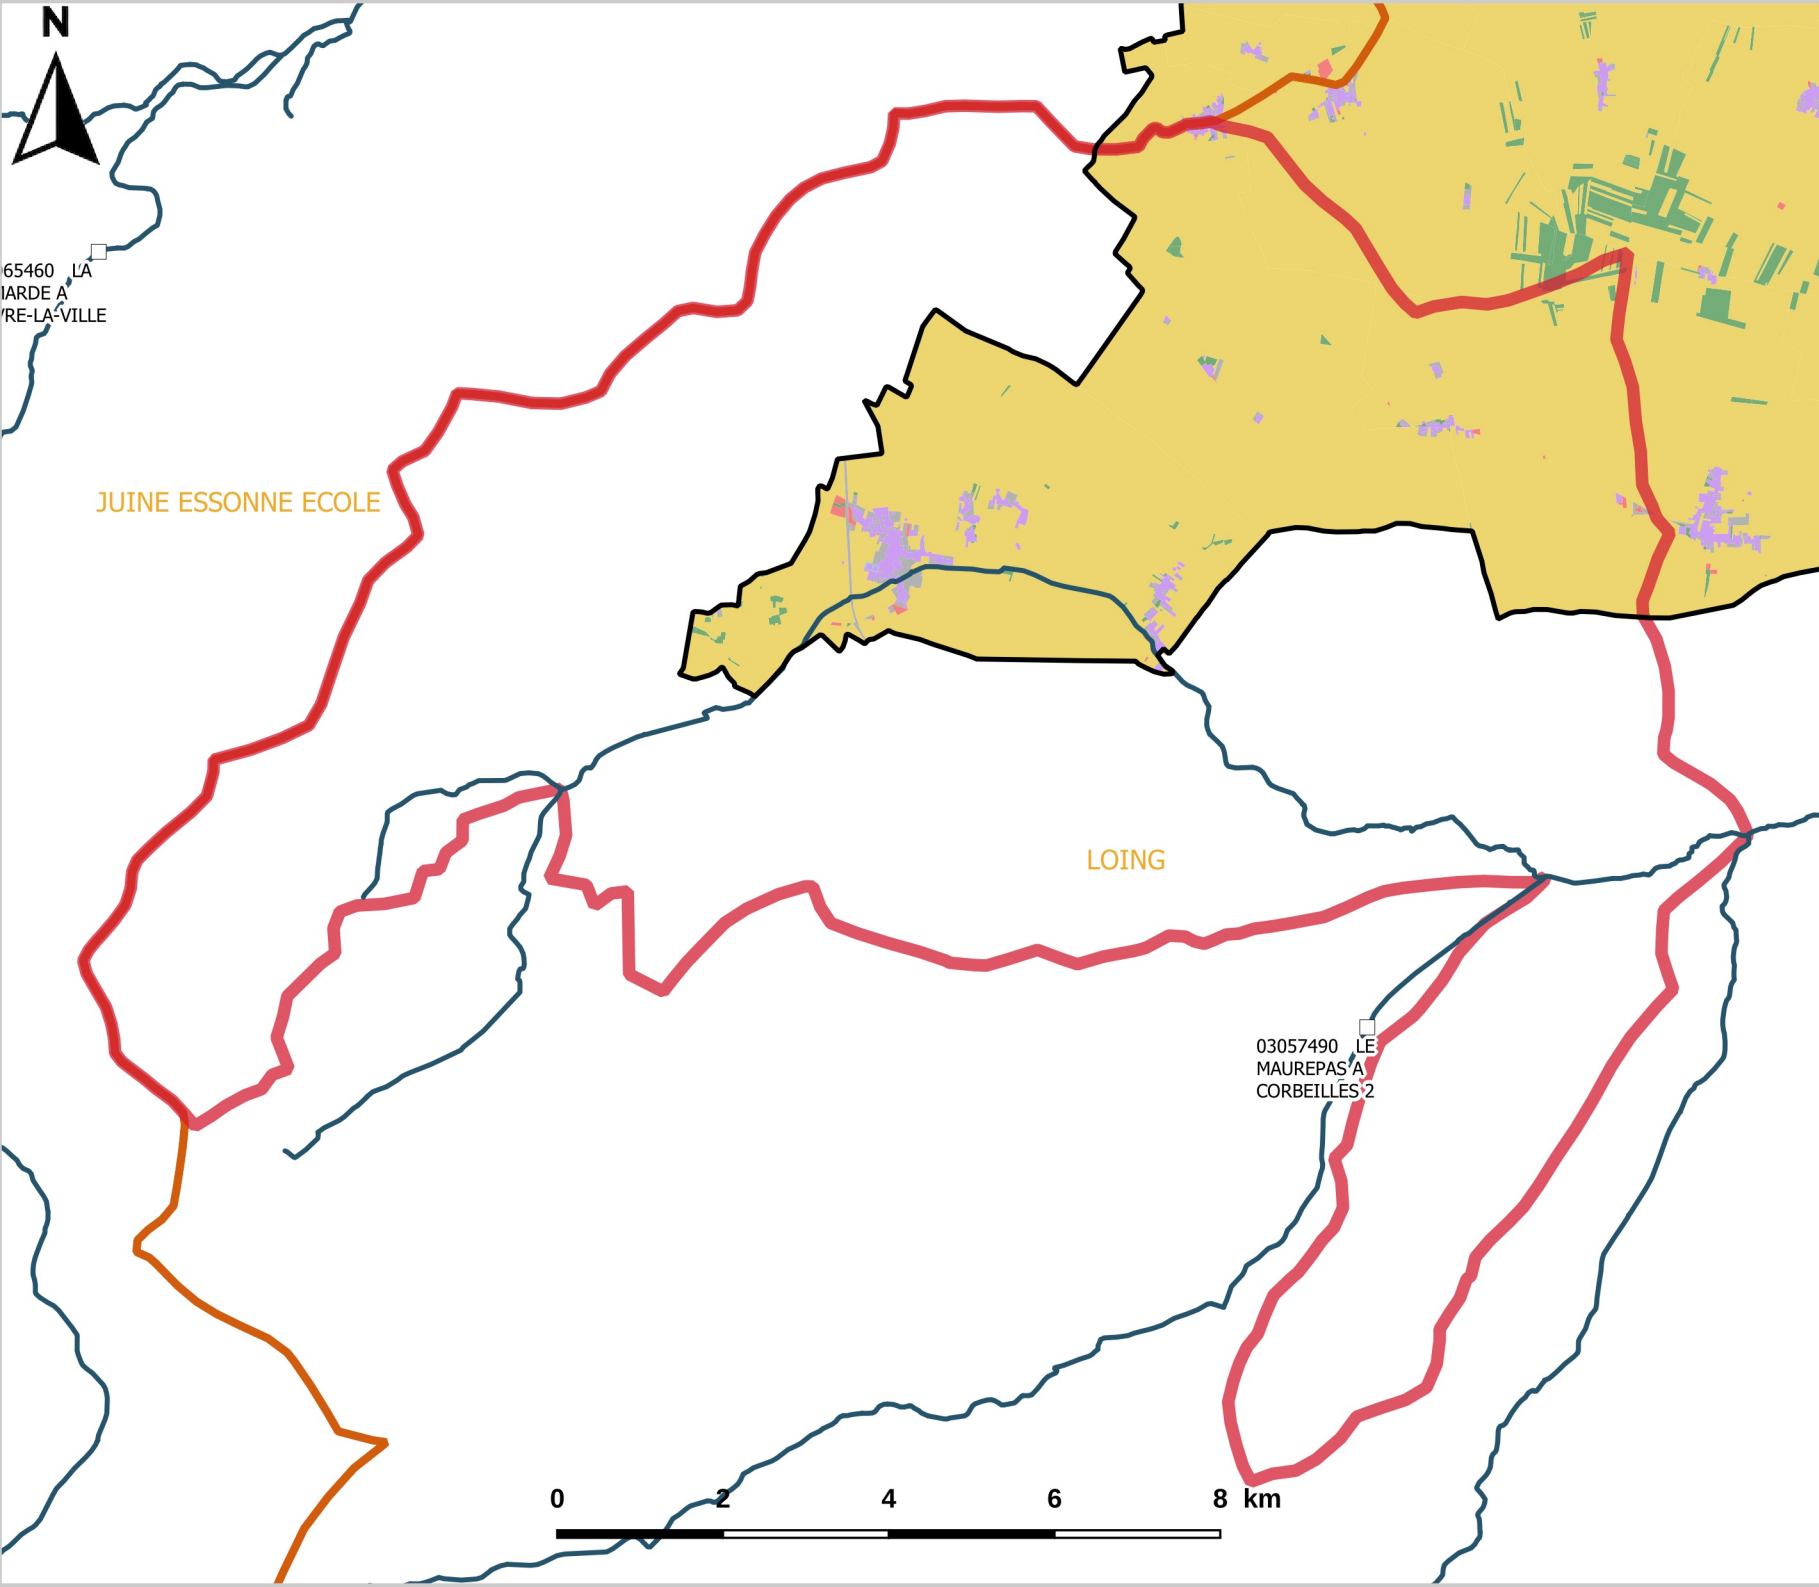 N
65460 LA
ARDE A
RE-LA-VILLE
JUINE ESSONNE ECOLE
LOING
03057490 LE
MAUREPAS A
CORBEILLES 2
0 2 4 6 8 km